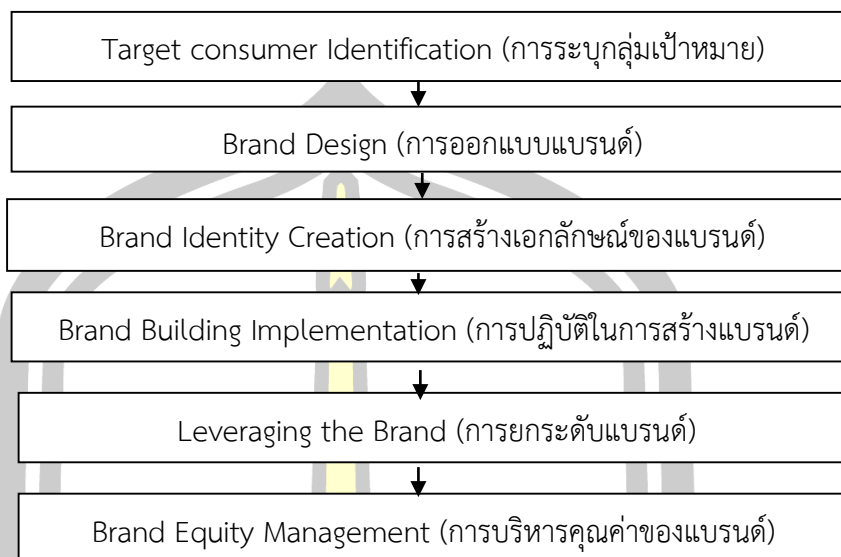 Target consumer Identification (การระบุกลุ่มเป้าหมาย)
Brand Design (การออกแบบแบรนด์)
Brand Identity Creation (การสร้างเอกลักษณ์ของแบรนด์)
Brand Building Implementation (การปฏิบัติในการสร้างแบรนด์)
Leveraging the Brand (การยกระดับแบรนด์)
Brand Equity Management (การบริหารคุณค่าของแบรนด์)